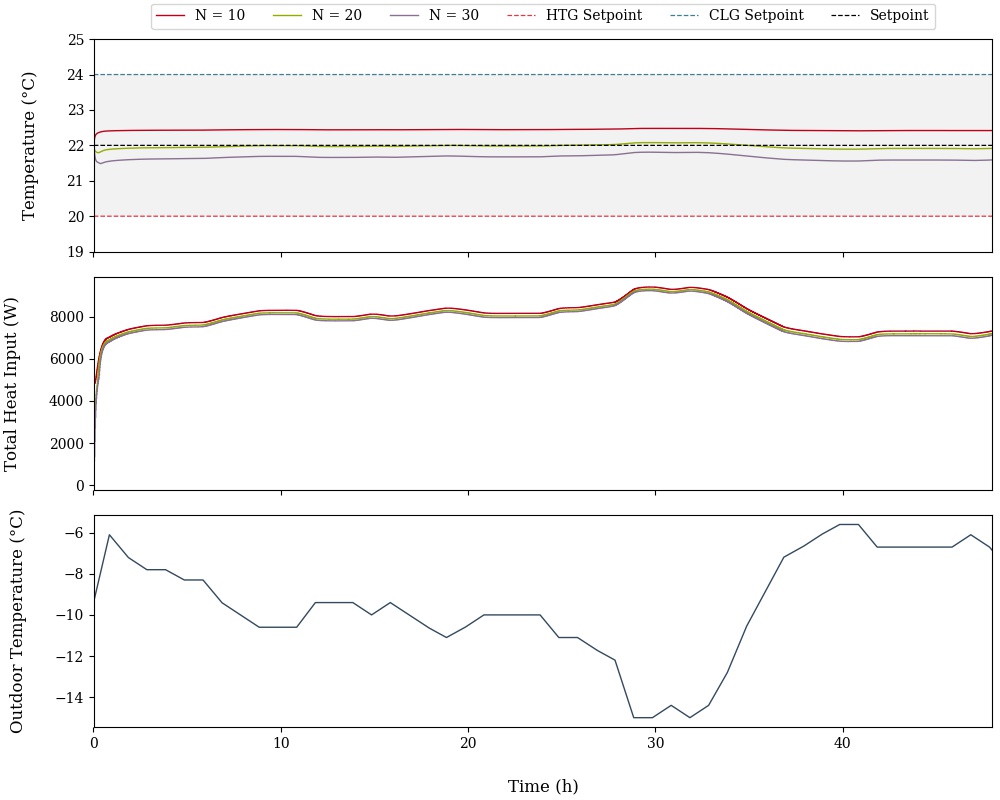 N = 10 N = 20 N = 30 HTG Setpoint CLG Setpoint Setpoint
Temperature (°C)
25
24
23
22
21
20
19
Total Heat Input (W)
8000
6000
4000
2000
0
Outdoor Temperature (°C)
−6
−8
−10
−12
−14
0 10 20 30 40
Time (h)